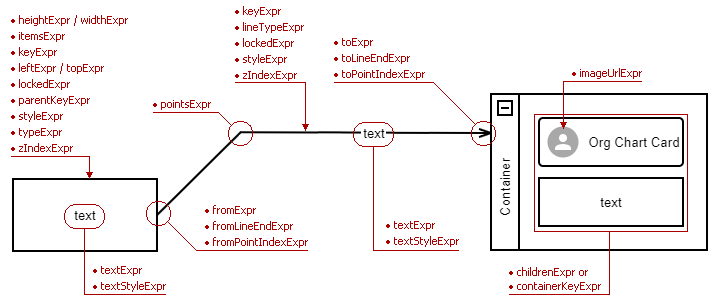 heightExpr / widthExpr
itemsExpr
keyExpr
leftExpr / topExpr
lockedExpr
parentKeyExpr
styleExpr
typeExpr
zIndexExpr
text
textExpr
textStyleExpr
pointsExpr
fromExpr
fromLineEndExpr
fromPointIndexExpr
keyExpr
lineTypeExpr
lockedExpr
styleExpr
zIndexExpr
text
textExpr
textStyleExpr
toExpr
toLineEndExpr
toPointIndexExpr
imageUrlExpr
Container
Org Chart Card
text
childrenExpr or
containerKeyExpr